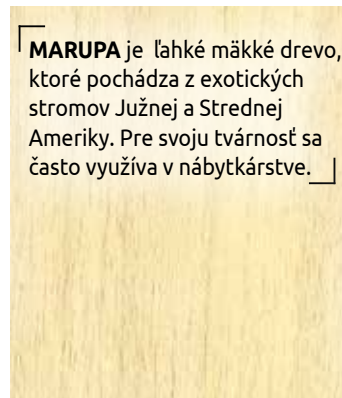 MARUPA je ľahké mäkké drevo,
ktoré pochádza z exotických
stromov Južnej a Strednej
Ameriky. Pre svoju tvárnosť sa
často využíva v nábytkárstve.